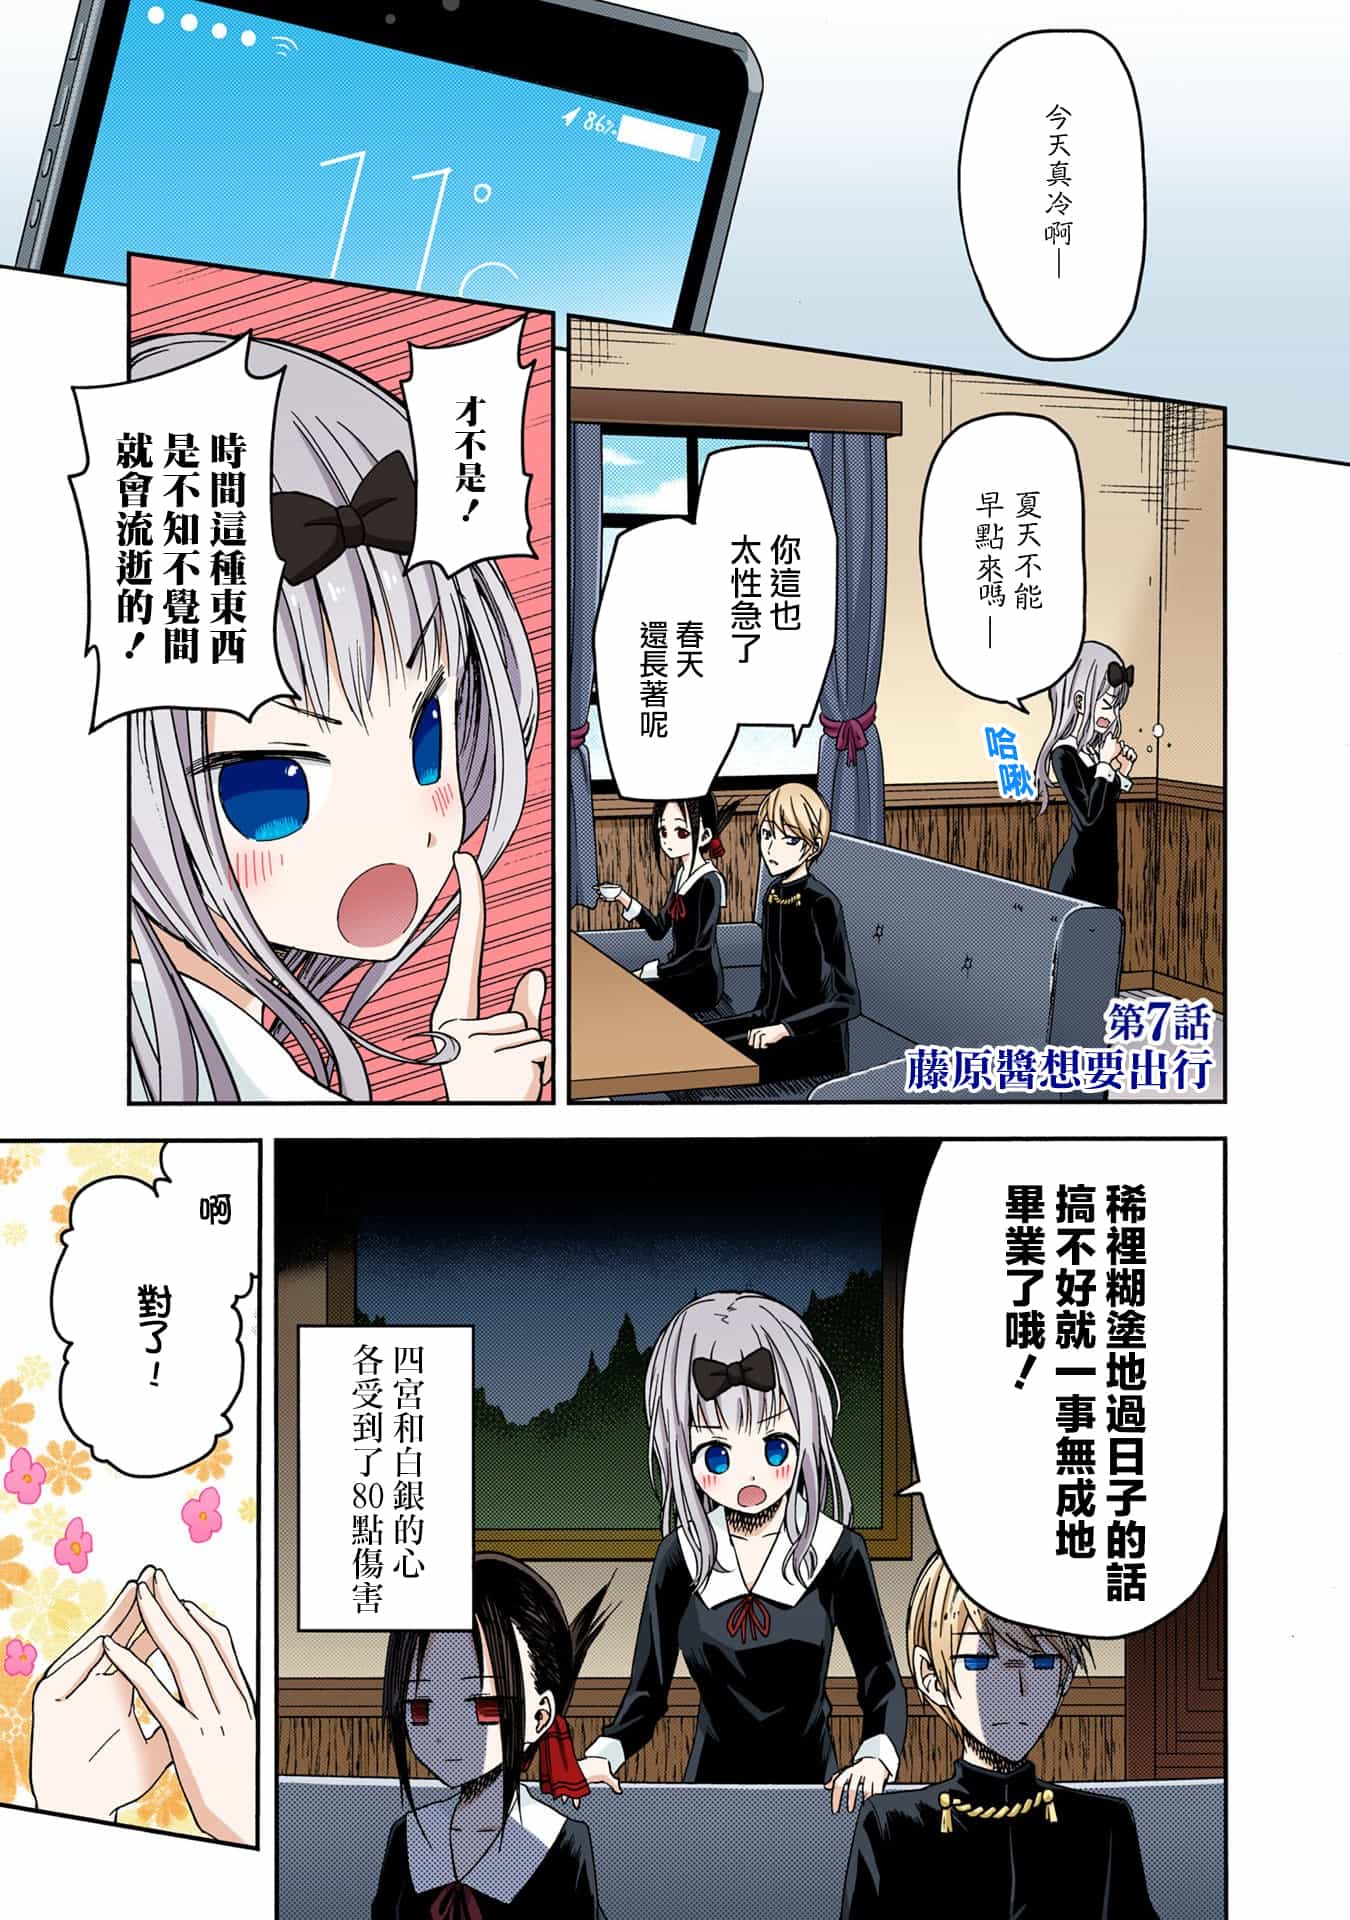 今天真冷啊—
86%
11°
夏天不能
早點來嗎—
哈啾
你這也
太性急了
春天
還長著呢
第7話
藤原醬想要出行
才不是！
時間這種東西
是不知不覺間
就會流逝的！
稀裡糊塗地過日子的話
搞不好就一事無成地
畢業了哦！
四宮和白銀的心
各受到了80點傷害
啊
對了！